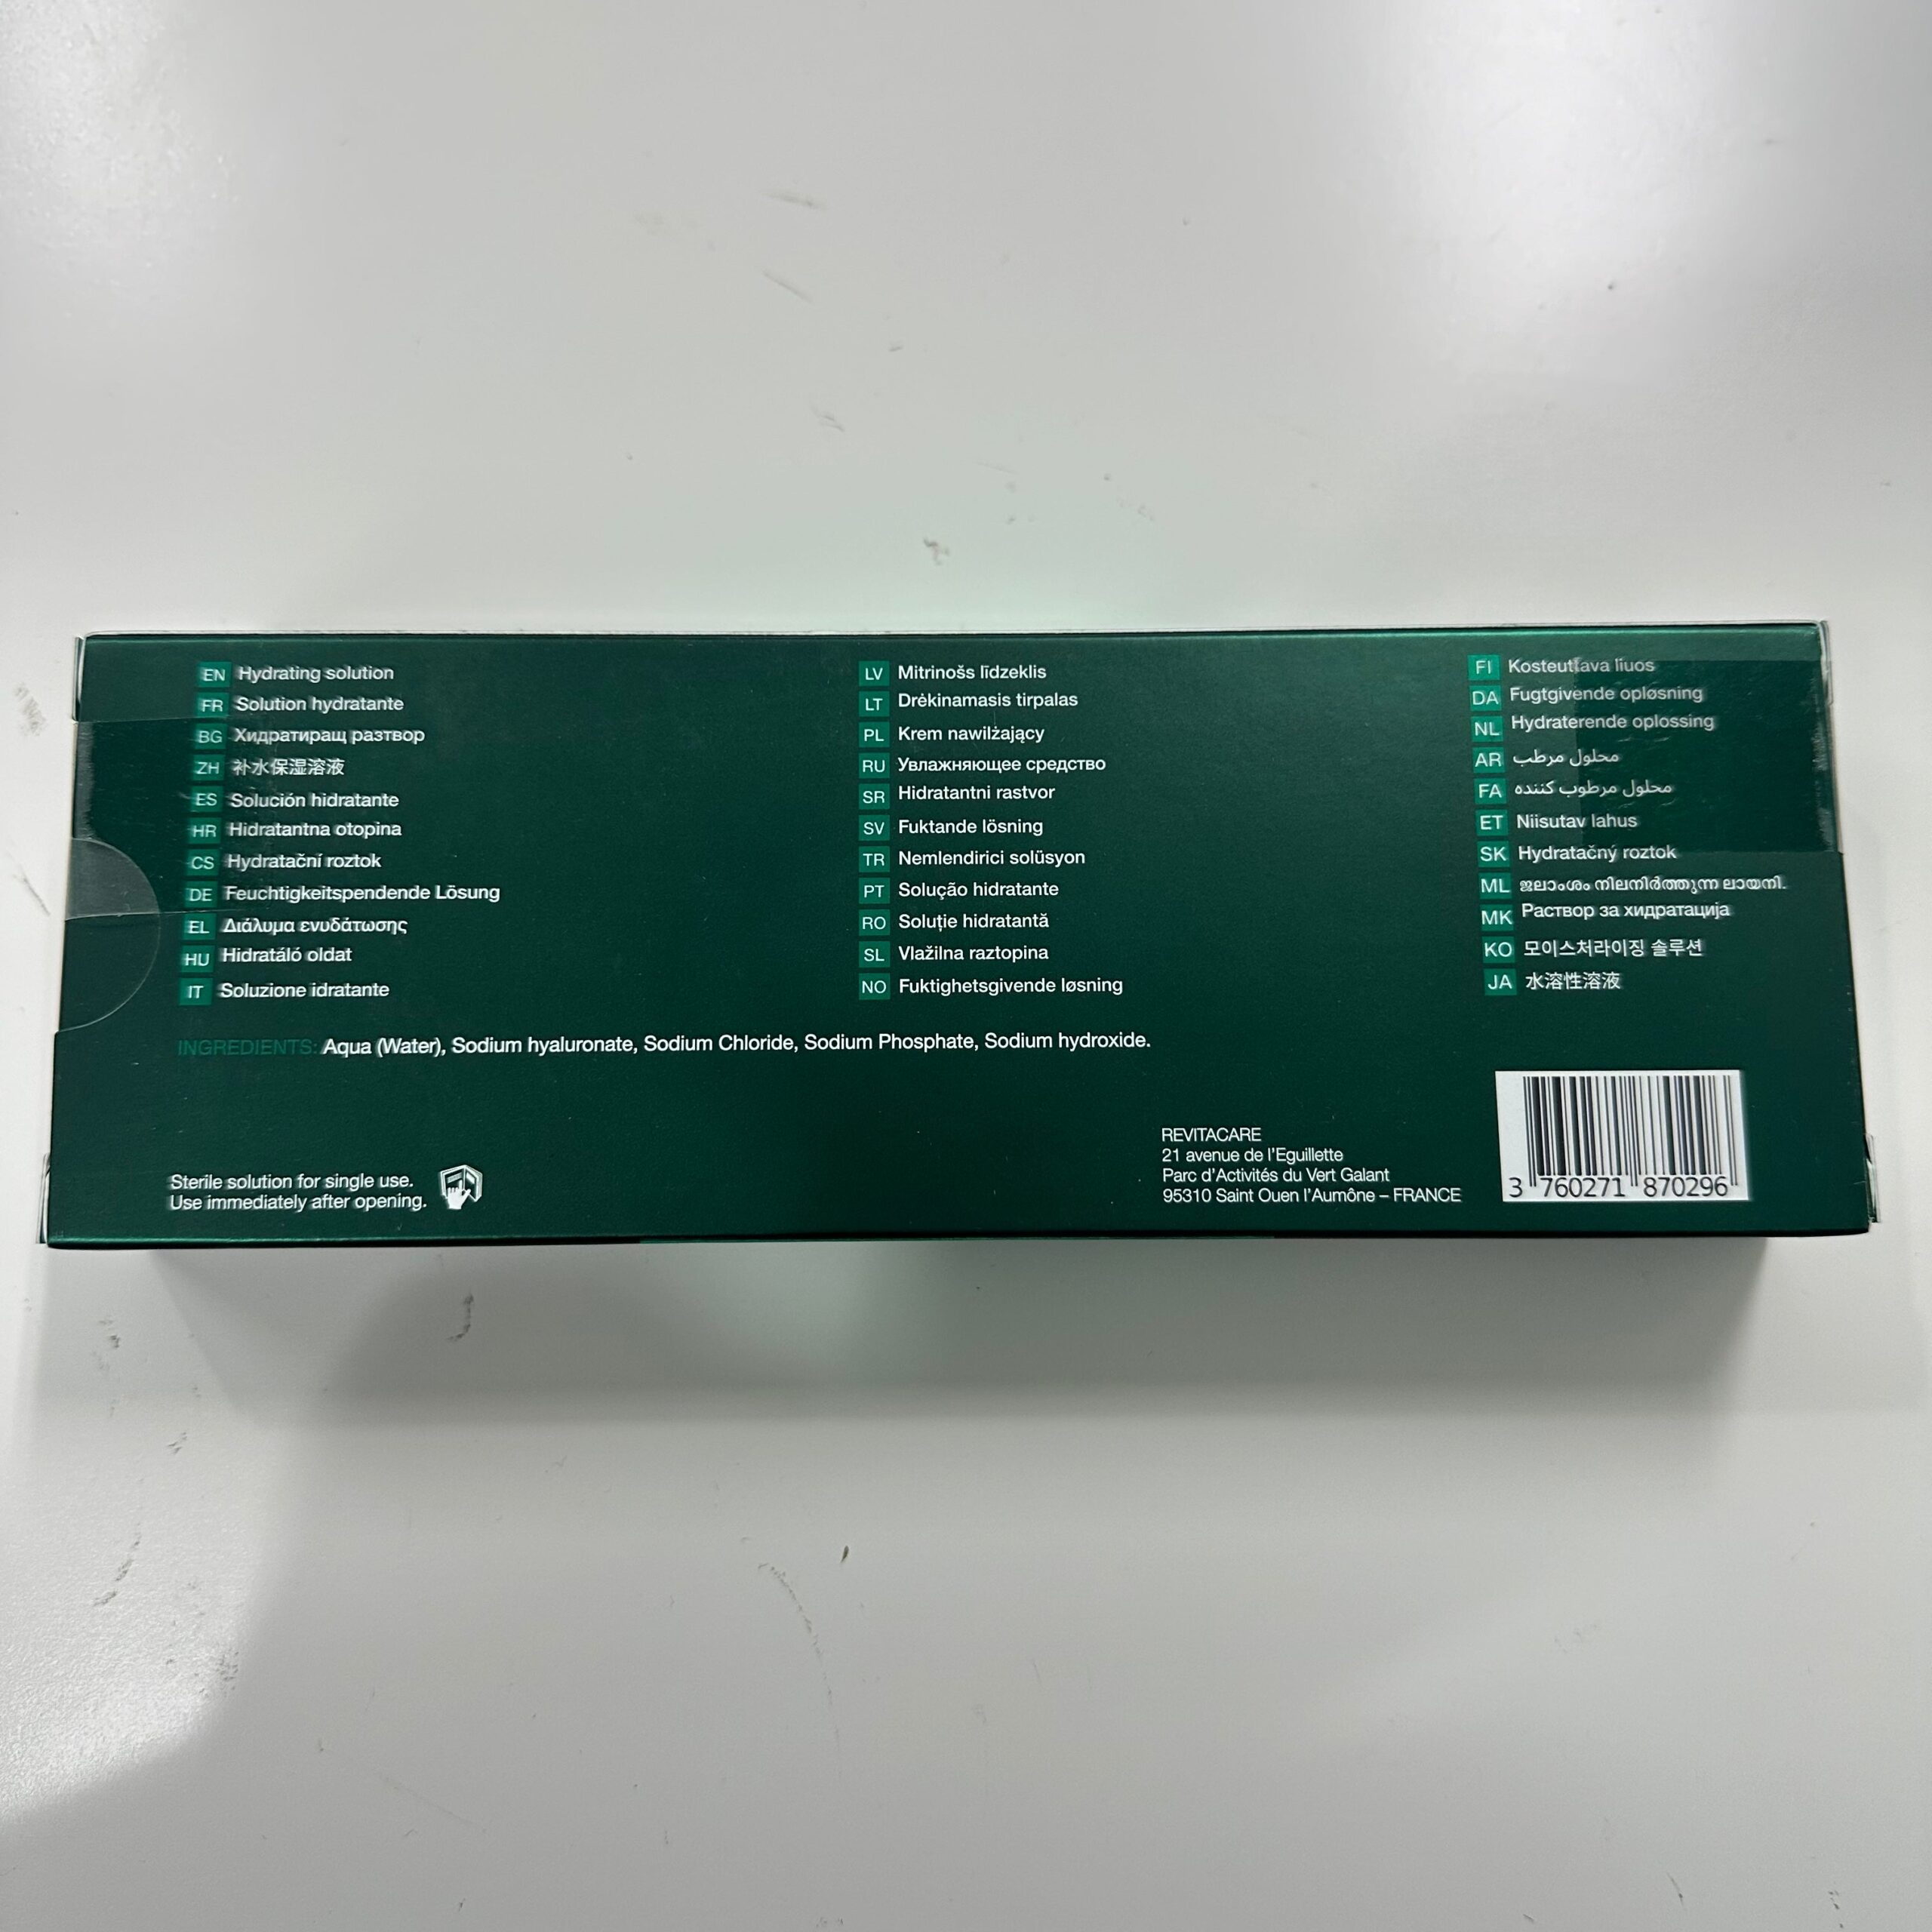 EN Hydrating solution
FR Solution hydratante
BG Хидратиращ разтвор
ZH 补水保湿溶液
ES Solución hidratante
HR Hidratantna otopina
CS Hydratační roztok
DE Feuchtigkeitspendende Lösung
EL Διάλυμα ενυδάτωσης
HU Hidratáló oldat
IT Soluzione idratante
LV Mitrinošs līdzeklis
LT Drėkinamasis tirpalas
PL Krem nawilżający
RU Увлажняющее средство
SR Hidratantni rastvor
SV Fuktande lösning
TR Nemlendirici solüsyon
PT Solução hidratante
RO Soluție hidratantă
SL Vlažilna raztopina
NO Fuktighetsgivende løsning
FI Kosteuttava liuos
DA Fugtgivende opløsning
NL Hydraterende oplossing
AR محلول مرطب
FA محلول مرطوب کننده
ET Niisutav lahus
SK Hydratačný roztok
ML ജലാംശം നിലനിർത്തുന്ന ലായനി.
MK Раствор за хидратација
KO 모이스처라이징 솔루션
JA 水溶性溶液
INGREDIENTS: Aqua (Water), Sodium hyaluronate, Sodium Chloride, Sodium Phosphate, Sodium hydroxide.
Sterile solution for single use.
Use immediately after opening.
REVITACARE
21 avenue de l'Eguillette
Parc d'Activités du Vert Galant
95310 Saint Ouen l'Aumône – FRANCE
3 760271 870296